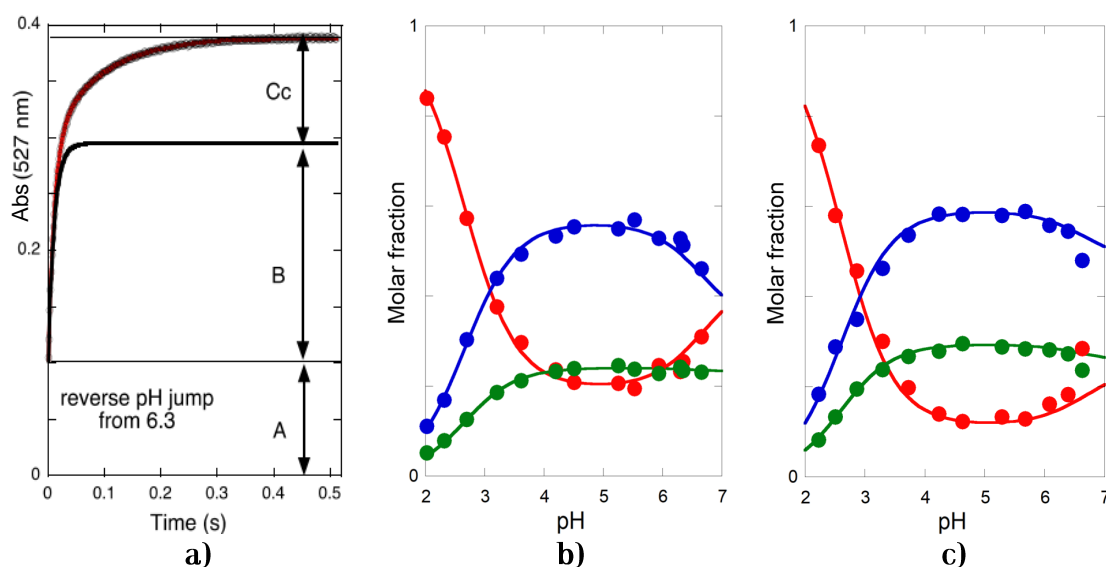 0.4
0.2
0
Abs (527 nm)
Cc
B
A
reverse pH jump
from 6.3
0 0.1 0.2 0.3 0.4 0.5
Time (s)
a)
1
0
Molar fraction
2 3 4 5 6 7
pH
b)
1
0
Molar fraction
2 3 4 5 6 7
pH
c)